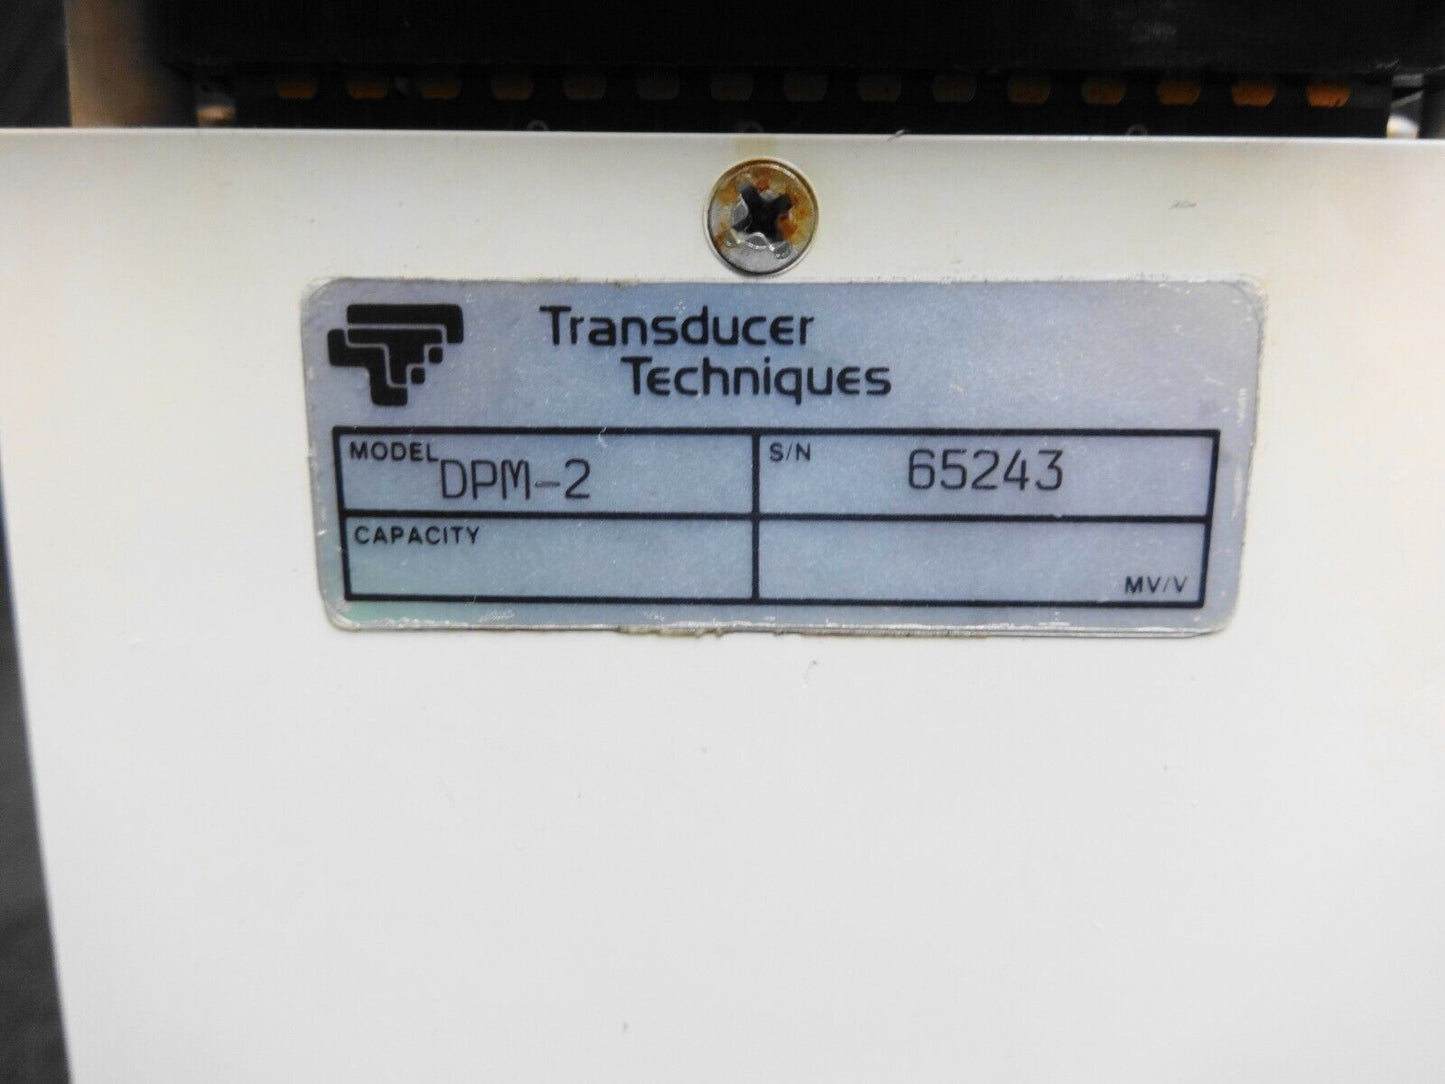 Transducer
Techniques
MODEL DPM-2
S/N 65243
CAPACITY
MV/V